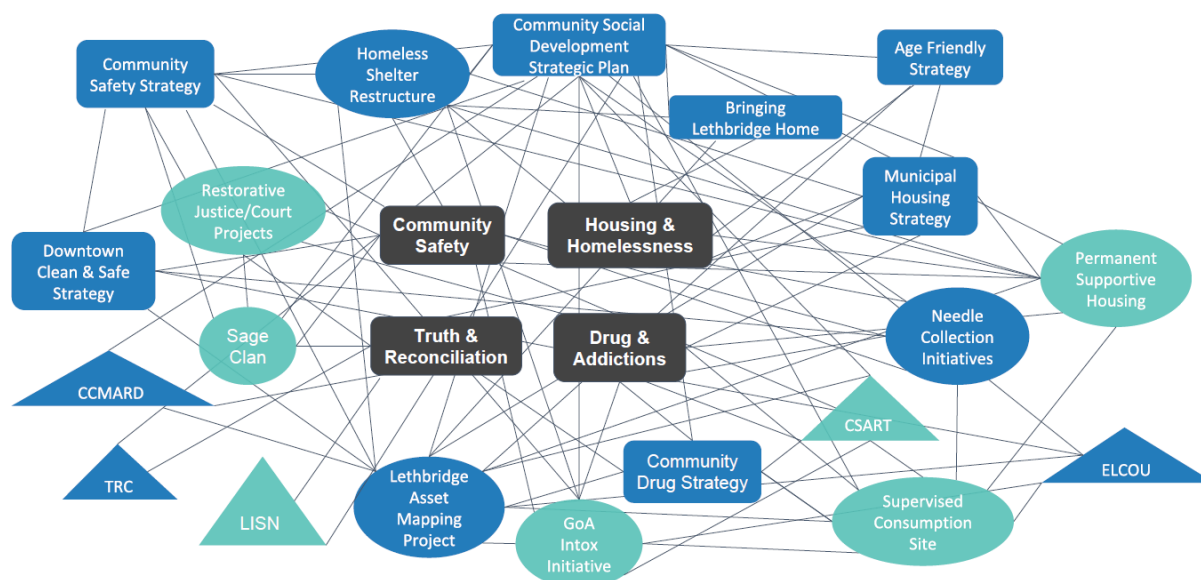 Community Social
Development
Strategic Plan
Homeless
Shelter
Restructure
Age Friendly
Strategy
Community
Safety Strategy
Bringing
Lethbridge Home
Restorative
Justice/Court
Projects
Municipal
Housing
Strategy
Community
Safety
Housing &
Homelessness
Downtown
Clean & Safe
Strategy
Permanent
Supportive
Housing
Sage
Clan
Truth &
Reconciliation
Drug &
Addictions
Needle
Collection
Initiatives
CCMARD
CSART
TRC
LISN
Lethbridge
Asset
Mapping
Project
Community
Drug Strategy
ELCOU
GoA
Intox
Initiative
Supervised
Consumption
Site